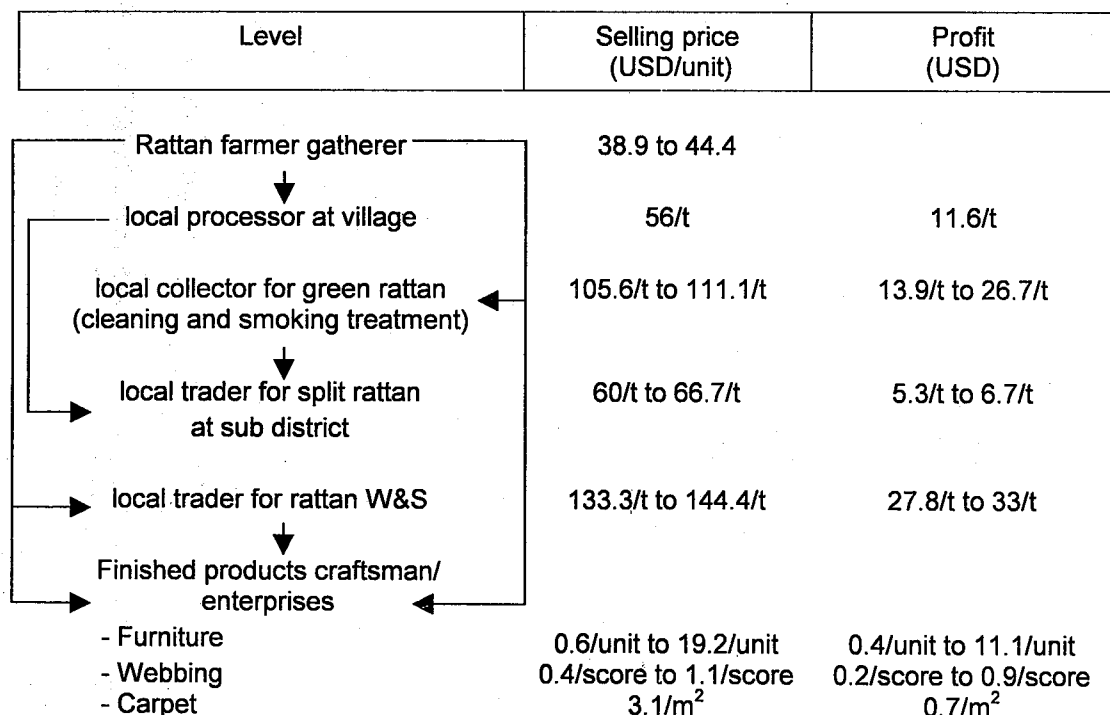 Level Selling price Profit
(USD/unit) (USD)
Rattan farmer gatherer 38.9 to 44.4
local processor at village 56/t 11.6/t
local collector for green rattan 105.6/t to 111.1/t 13.9/t to 26.7/t
(cleaning and smoking treatment)
local trader for split rattan 60/t to 66.7/t 5.3/t to 6.7/t
at sub district
local trader for rattan W&S 133.3/t to 144.4/t 27.8/t to 33/t
Finished products craftsman/
enterprises
- Furniture 0.6/unit to 19.2/unit 0.4/unit to 11.1/unit
- Webbing 0.4/score to 1.1/score 0.2/score to 0.9/score
- Carpet 3.1/m² 0.7/m²